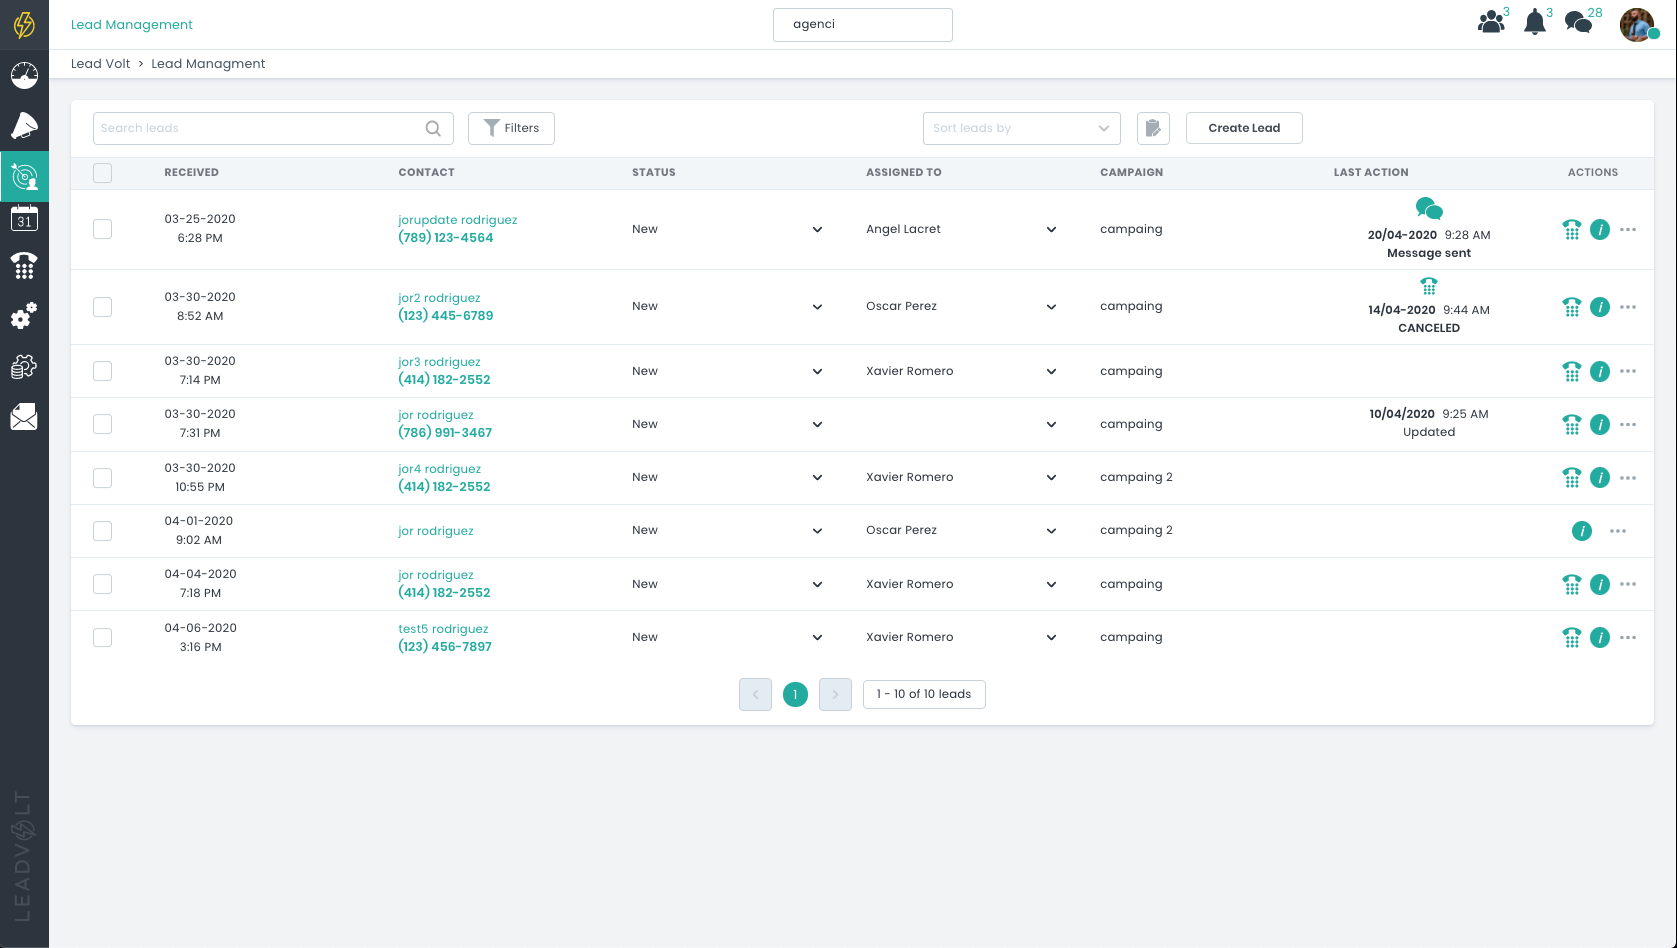 Lead Management
agenci
3
3
28
Lead Volt > Lead Managment
Search leads
Filters
Sort leads by
Create Lead
RECEIVED CONTACT STATUS ASSIGNED TO CAMPAIGN LAST ACTION ACTIONS
03-25-2020
6:28 PM
jorupdate rodriguez
(789) 123-4564
New
Angel Lacret
campaing
20/04-2020 9:28 AM
Message sent
03-30-2020
8:52 AM
jor2 rodriguez
(123) 445-6789
New
Oscar Perez
campaing
14/04-2020 9:44 AM
CANCELED
03-30-2020
7:14 PM
jor3 rodriguez
(414) 182-2552
New
Xavier Romero
campaing
03-30-2020
7:31 PM
jor rodriguez
(786) 991-3467
New
campaing
10/04/2020 9:25 AM
Updated
03-30-2020
10:55 PM
jor4 rodriguez
(414) 182-2552
New
Xavier Romero
campaing 2
04-01-2020
9:02 AM
jor rodriguez
New
Oscar Perez
campaing 2
04-04-2020
7:18 PM
jor rodriguez
(414) 182-2552
New
Xavier Romero
campaing
04-06-2020
3:16 PM
test5 rodriguez
(123) 456-7897
New
Xavier Romero
campaing
< 1 > 1 - 10 of 10 leads
31
LEADVOLT